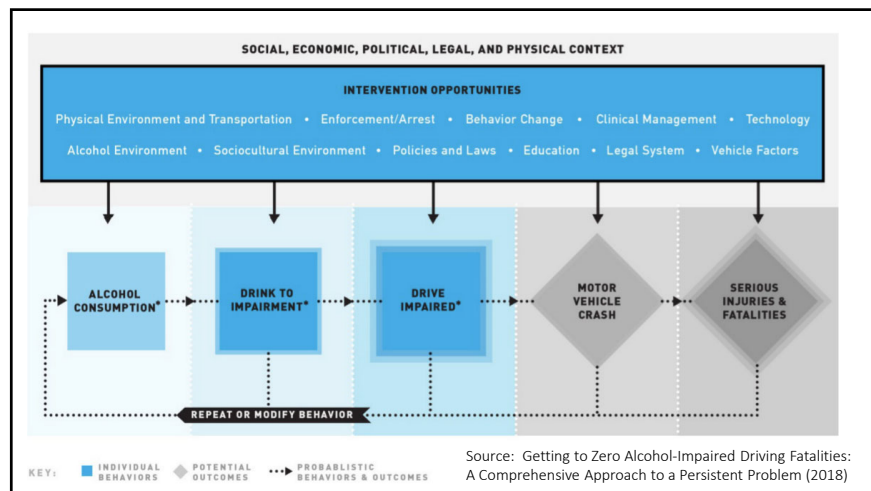 SOCIAL, ECONOMIC, POLITICAL, LEGAL, AND PHYSICAL CONTEXT
INTERVENTION OPPORTUNITIES
Physical Environment and Transportation • Enforcement/Arrest • Behavior Change • Clinical Management • Technology
Alcohol Environment • Sociocultural Environment • Policies and Laws • Education • Legal System • Vehicle Factors
ALCOHOL
CONSUMPTION*
DRINK TO
IMPAIRMENT*
DRIVE
IMPAIRED*
MOTOR
VEHICLE
CRASH
SERIOUS
INJURIES &
FATALITIES
REPEAT OR MODIFY BEHAVIOR
KEY:
INDIVIDUAL
BEHAVIORS
POTENTIAL
OUTCOMES
PROBABLISTIC
BEHAVIORS & OUTCOMES
Source: Getting to Zero Alcohol-Impaired Driving Fatalities:
A Comprehensive Approach to a Persistent Problem (2018)